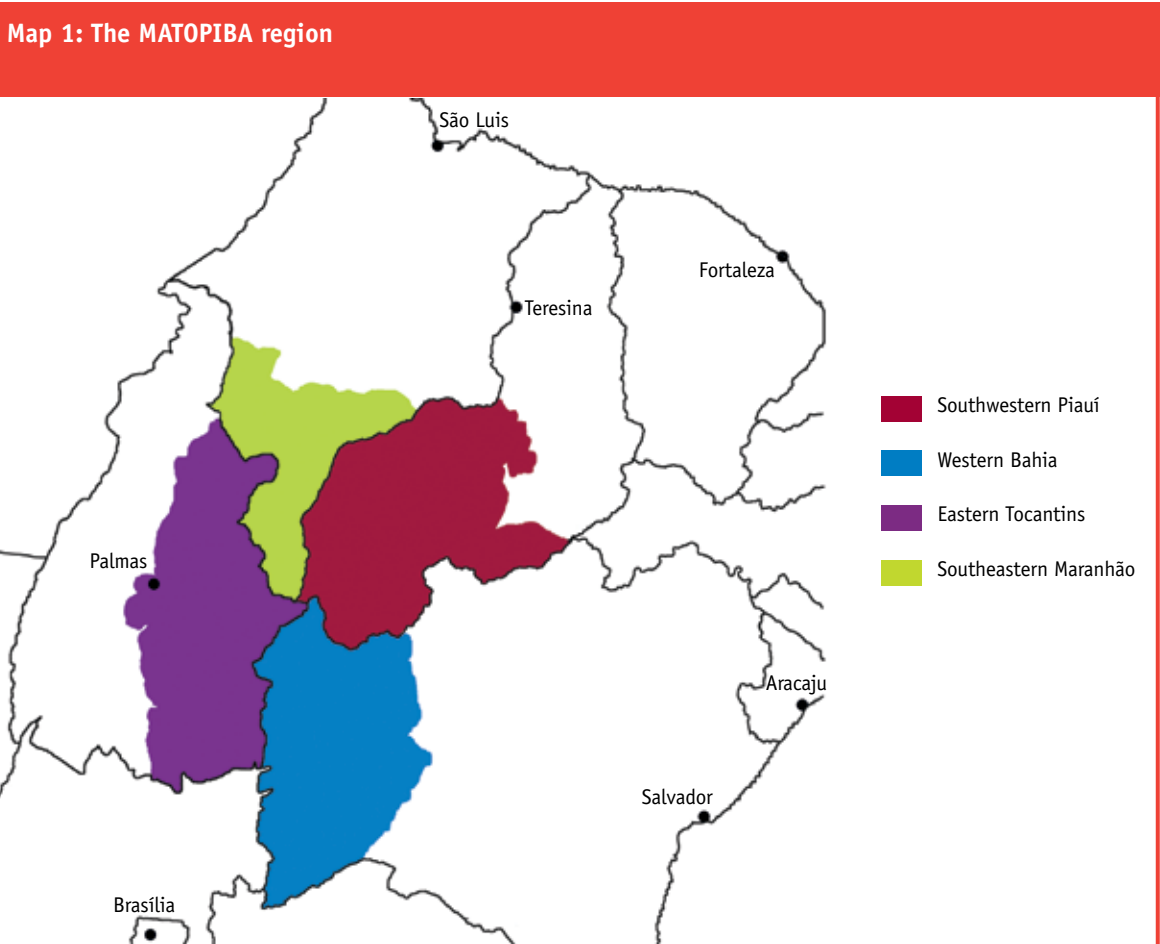 Map 1: The MATOPIBA region
São Luis
Fortaleza
Teresina
Southwestern Piauí
Western Bahia
Eastern Tocantins
Palmas
Southeastern Maranhão
Aracaju
Salvador
Brasília